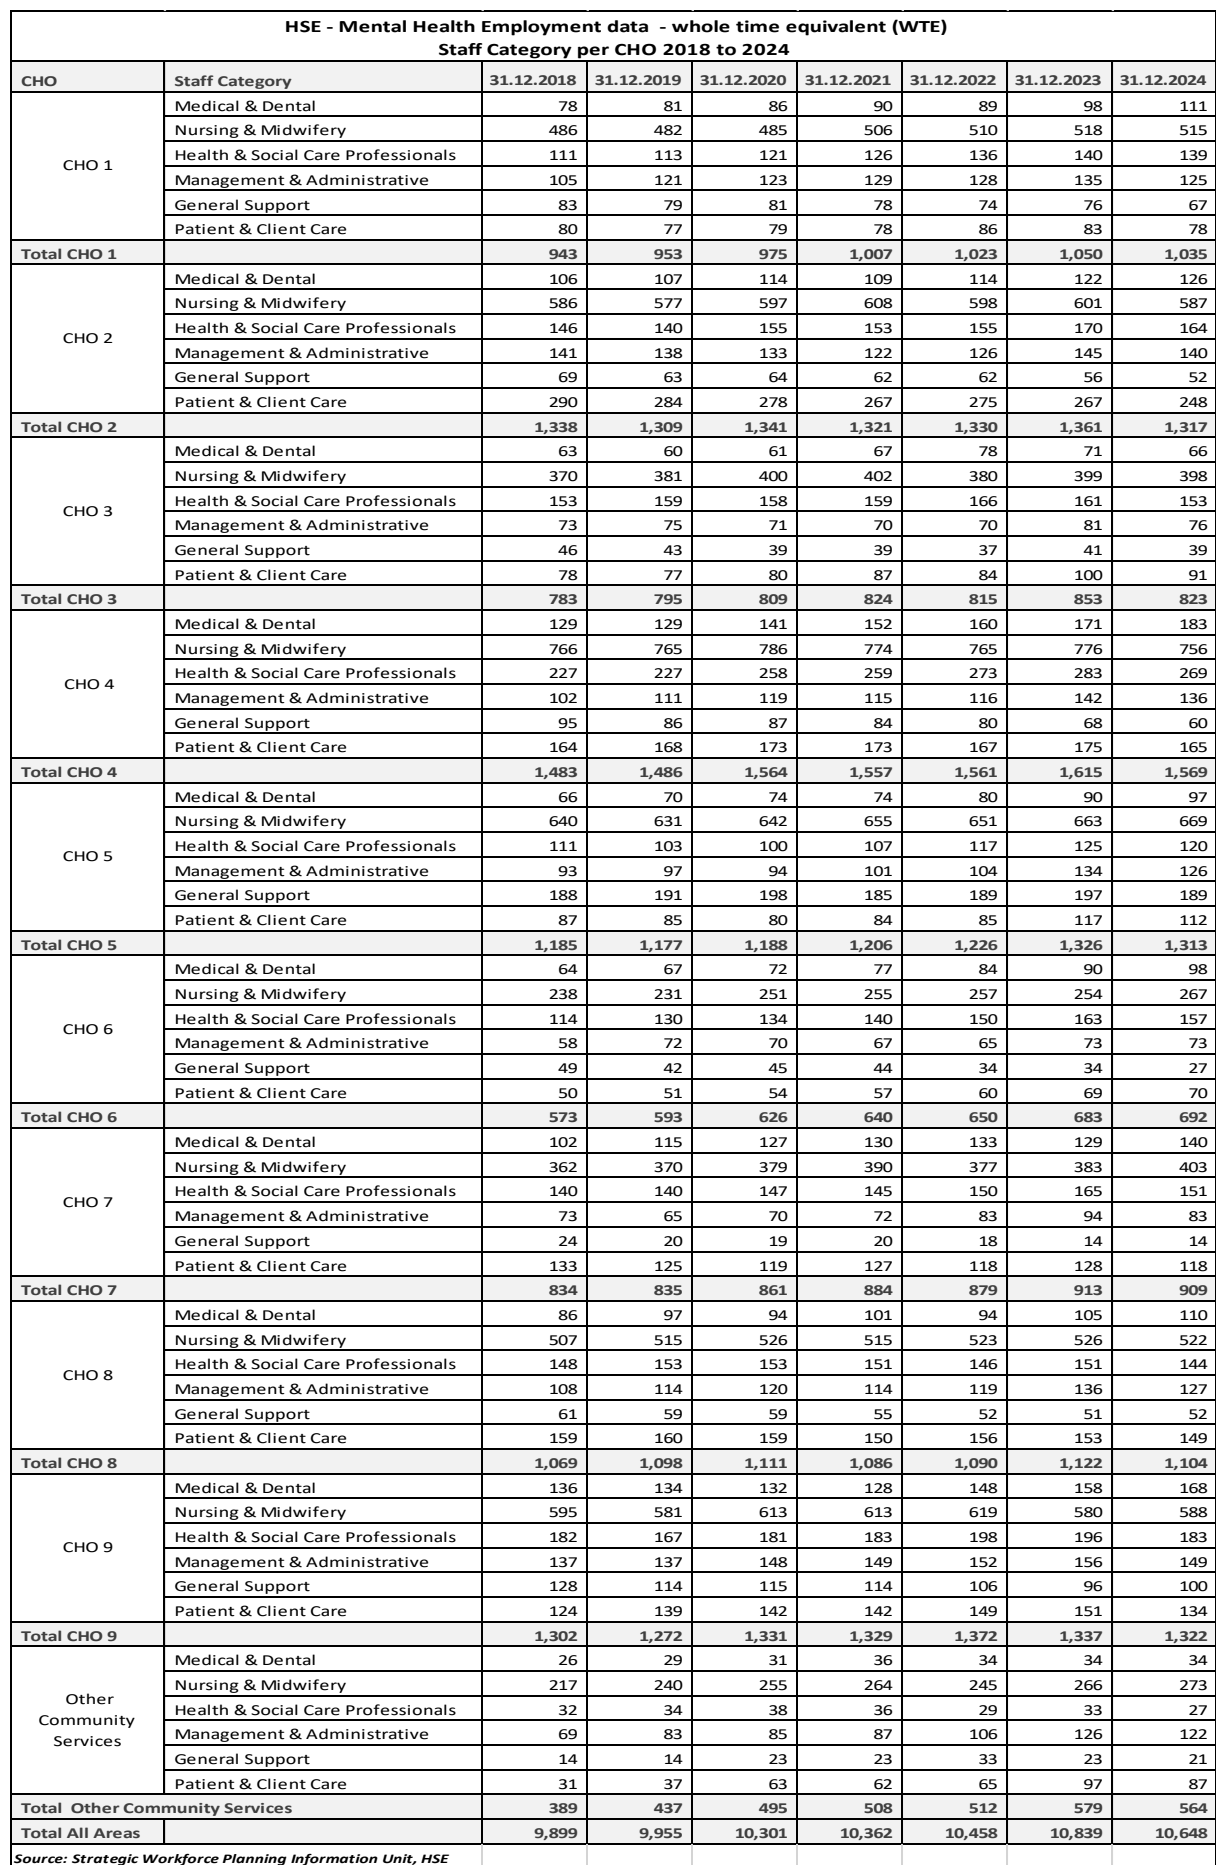 HSE - Mental Health Employment data - whole time equivalent (WTE)
Staff Category per CHO 2018 to 2024
CHO Staff Category 31.12.2018 31.12.2019 31.12.2020 31.12.2021 31.12.2022 31.12.2023 31.12.2024
CHO 1
Medical & Dental 78 81 86 90 89 98 111
Nursing & Midwifery 486 482 485 506 510 518 515
Health & Social Care Professionals 111 113 121 126 136 140 139
Management & Administrative 105 121 123 129 128 135 125
General Support 83 79 81 78 74 76 67
Patient & Client Care 80 77 79 78 86 83 78
Total CHO 1 943 953 975 1,007 1,023 1,050 1,035
CHO 2
Medical & Dental 106 107 114 109 114 122 126
Nursing & Midwifery 586 577 597 608 598 601 587
Health & Social Care Professionals 146 140 155 153 155 170 164
Management & Administrative 141 138 133 122 126 145 140
General Support 69 63 64 62 62 56 52
Patient & Client Care 290 284 278 267 275 267 248
Total CHO 2 1,338 1,309 1,341 1,321 1,330 1,361 1,317
CHO 3
Medical & Dental 63 60 61 67 78 71 66
Nursing & Midwifery 370 381 400 402 380 399 398
Health & Social Care Professionals 153 159 158 159 166 161 153
Management & Administrative 73 75 71 70 70 81 76
General Support 46 43 39 39 37 41 39
Patient & Client Care 78 77 80 87 84 100 91
Total CHO 3 783 795 809 824 815 853 823
CHO 4
Medical & Dental 129 129 141 152 160 171 183
Nursing & Midwifery 766 765 786 774 765 776 756
Health & Social Care Professionals 227 227 258 259 273 283 269
Management & Administrative 102 111 119 115 116 142 136
General Support 95 86 87 84 80 68 60
Patient & Client Care 164 168 173 173 167 175 165
Total CHO 4 1,483 1,486 1,564 1,557 1,561 1,615 1,569
CHO 5
Medical & Dental 66 70 74 74 80 90 97
Nursing & Midwifery 640 631 642 655 651 663 669
Health & Social Care Professionals 111 103 100 107 117 125 120
Management & Administrative 93 97 94 101 104 134 126
General Support 188 191 198 185 189 197 189
Patient & Client Care 87 85 80 84 85 117 112
Total CHO 5 1,185 1,177 1,188 1,206 1,226 1,326 1,313
CHO 6
Medical & Dental 64 67 72 77 84 90 98
Nursing & Midwifery 238 231 251 255 257 254 267
Health & Social Care Professionals 114 130 134 140 150 163 157
Management & Administrative 58 72 70 67 65 73 73
General Support 49 42 45 44 34 34 27
Patient & Client Care 50 51 54 57 60 69 70
Total CHO 6 573 593 626 640 650 683 692
CHO 7
Medical & Dental 102 115 127 130 133 129 140
Nursing & Midwifery 362 370 379 390 377 383 403
Health & Social Care Professionals 140 140 147 145 150 165 151
Management & Administrative 73 65 70 72 83 94 83
General Support 24 20 19 20 18 14 14
Patient & Client Care 133 125 119 127 118 128 118
Total CHO 7 834 835 861 884 879 913 909
CHO 8
Medical & Dental 86 97 94 101 94 105 110
Nursing & Midwifery 507 515 526 515 523 526 522
Health & Social Care Professionals 148 153 153 151 146 151 144
Management & Administrative 108 114 120 114 119 136 127
General Support 61 59 59 55 52 51 52
Patient & Client Care 159 160 159 150 156 153 149
Total CHO 8 1,069 1,098 1,111 1,086 1,090 1,122 1,104
CHO 9
Medical & Dental 136 134 132 128 148 158 168
Nursing & Midwifery 595 581 613 613 619 580 588
Health & Social Care Professionals 182 167 181 183 198 196 183
Management & Administrative 137 137 148 149 152 156 149
General Support 128 114 115 114 106 96 100
Patient & Client Care 124 139 142 142 149 151 134
Total CHO 9 1,302 1,272 1,331 1,329 1,372 1,337 1,322
Other
Community
Services
Medical & Dental 26 29 31 36 34 34 34
Nursing & Midwifery 217 240 255 264 245 266 273
Health & Social Care Professionals 32 34 38 36 29 33 27
Management & Administrative 69 83 85 87 106 126 122
General Support 14 14 23 23 33 23 21
Patient & Client Care 31 37 63 62 65 97 87
Total Other Community Services 389 437 495 508 512 579 564
Total All Areas 9,899 9,955 10,301 10,362 10,458 10,839 10,648
Source: Strategic Workforce Planning Information Unit, HSE